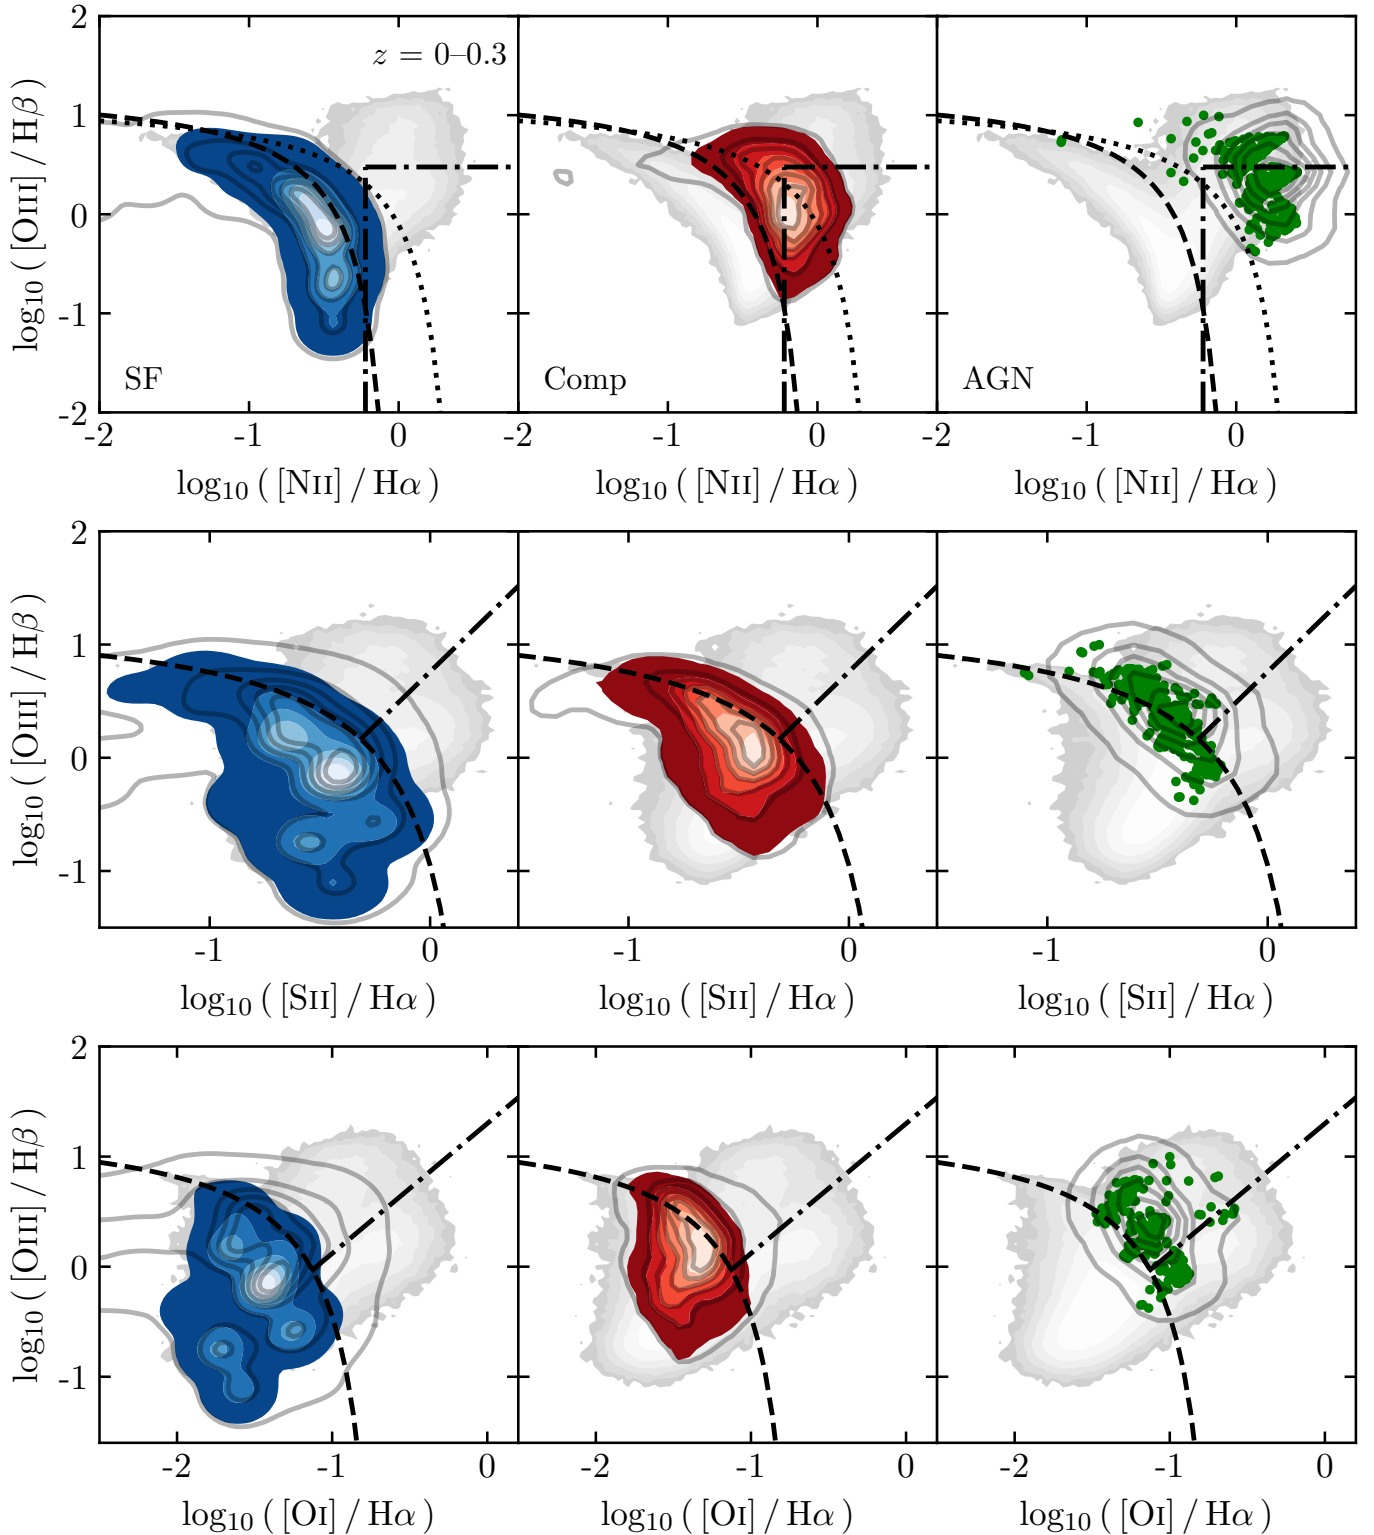 2
1
0
-1
-2
log₁₀ ( [OIII] / Hβ )
z = 0–0.3
SF
Comp
AGN
-2 -1 0 -2 -1 0 -2 -1 0
log₁₀ ( [NII] / Hα ) log₁₀ ( [NII] / Hα ) log₁₀ ( [NII] / Hα )
2
1
0
-1
log₁₀ ( [OIII] / Hβ )
-1 0 -1 0 -1 0
log₁₀ ( [SII] / Hα ) log₁₀ ( [SII] / Hα ) log₁₀ ( [SII] / Hα )
2
1
0
-1
log₁₀ ( [OIII] / Hβ )
-2 -1 0 -2 -1 0 -2 -1 0
log₁₀ ( [OI] / Hα ) log₁₀ ( [OI] / Hα ) log₁₀ ( [OI] / Hα )